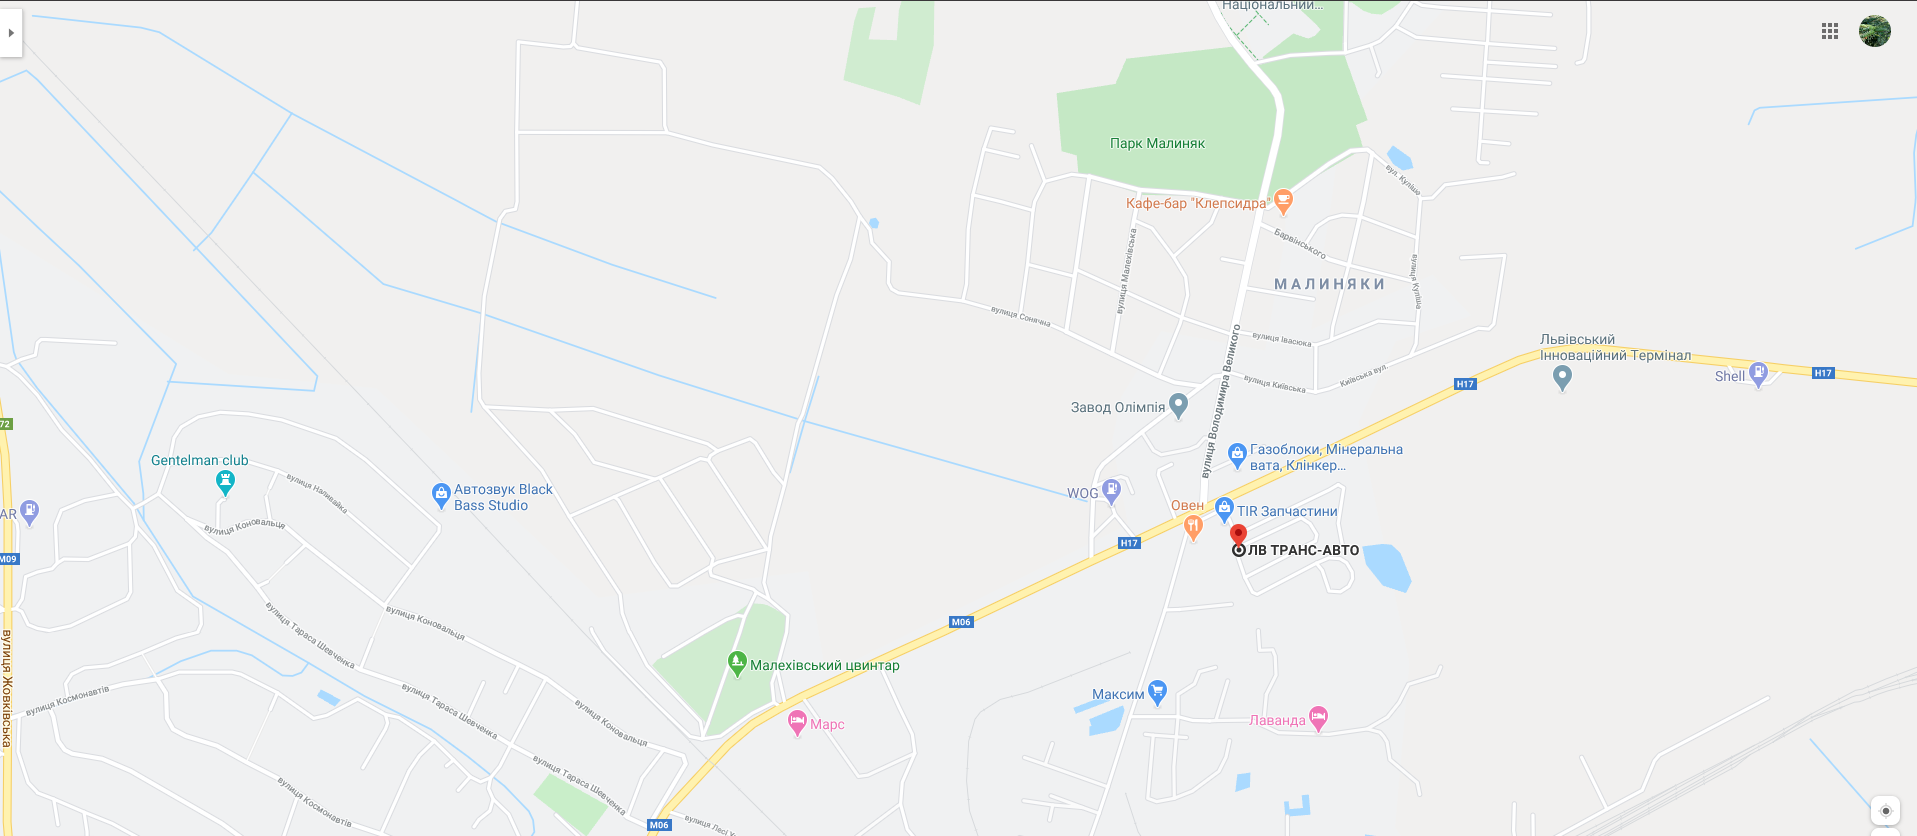 Національний...
Парк Малиняк
вул. Куліше
Кафе-бар "Клепсидра"
Барвінського
вулиця Малехівська
вулиця Куліша
МАЛИНЯКИ
вулиця Сонячна
вулиця Івасюка
Львівський
Інноваційний Термінал
Shell
H17
H17
вулиця Київська
Київська вул.
вулиця Володимира Великого
Завод Олімпія
72
Газоблоки, Мінеральна
вата, Клінкер...
Gentelman club
вулиця Наливайка
Автозвук Black
Bass Studio
WOG
Овен
TIR Запчастини
AR
вулиця Коновальця
H17
ЛВ ТРАНС-АВТО
M09
вулиця Тараса Шевченка
вулиця Коновальця
M06
вулиця Жовківська
Малехівський цвинтар
вулиця Космонавтів
вулиця Тараса Шевченка
вулиця Коновальця
Максим
Марс
Лаванда
вулиця Тараса Шевченка
вулиця Космонавтів
M06
вулиця Лесі